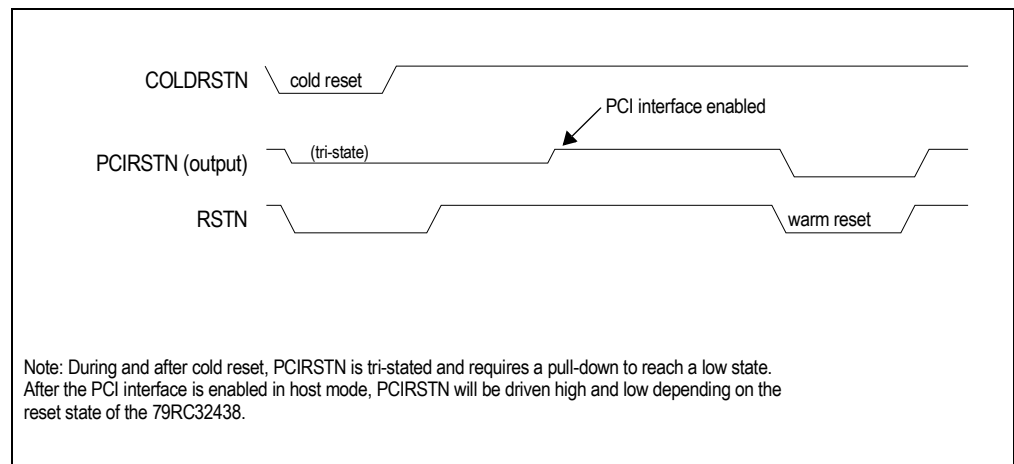 COLDRSTN
cold reset
PCI interface enabled
PCIRSTN (output)
(tri-state)
RSTN
warm reset
Note: During and after cold reset, PCIRSTN is tri-stated and requires a pull-down to reach a low state.
After the PCI interface is enabled in host mode, PCIRSTN will be driven high and low depending on the
reset state of the 79RC32438.